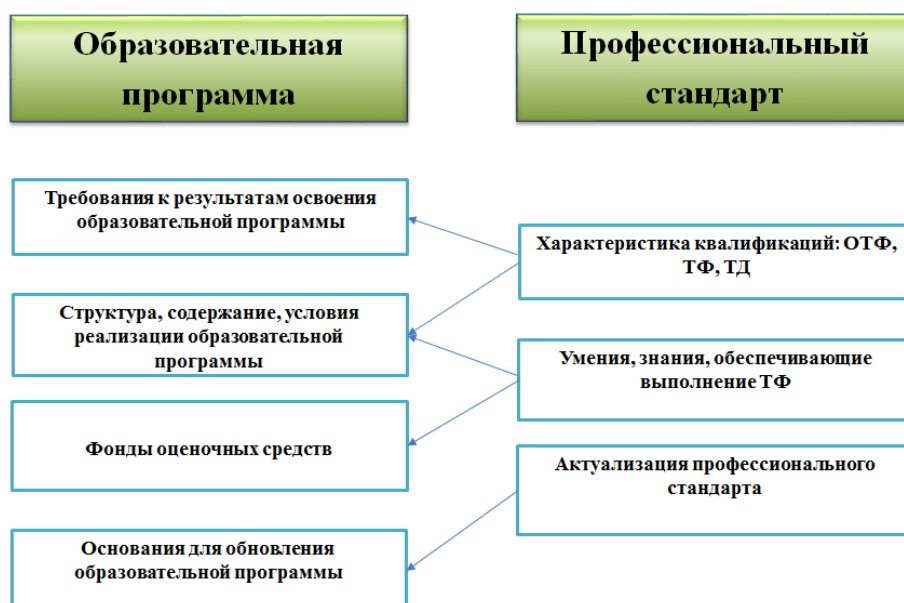 Образовательная
программа
Профессиональный
стандарт
Требования к результатам освоения
образовательной программы
Структура, содержание, условия
реализации образовательной
программы
Фонды оценочных средств
Основания для обновления
образовательной программы
Характеристика квалификаций: ОТФ,
ТФ, ТД
Умения, знания, обеспечивающие
выполнение ТФ
Актуализация профессионального
стандарта